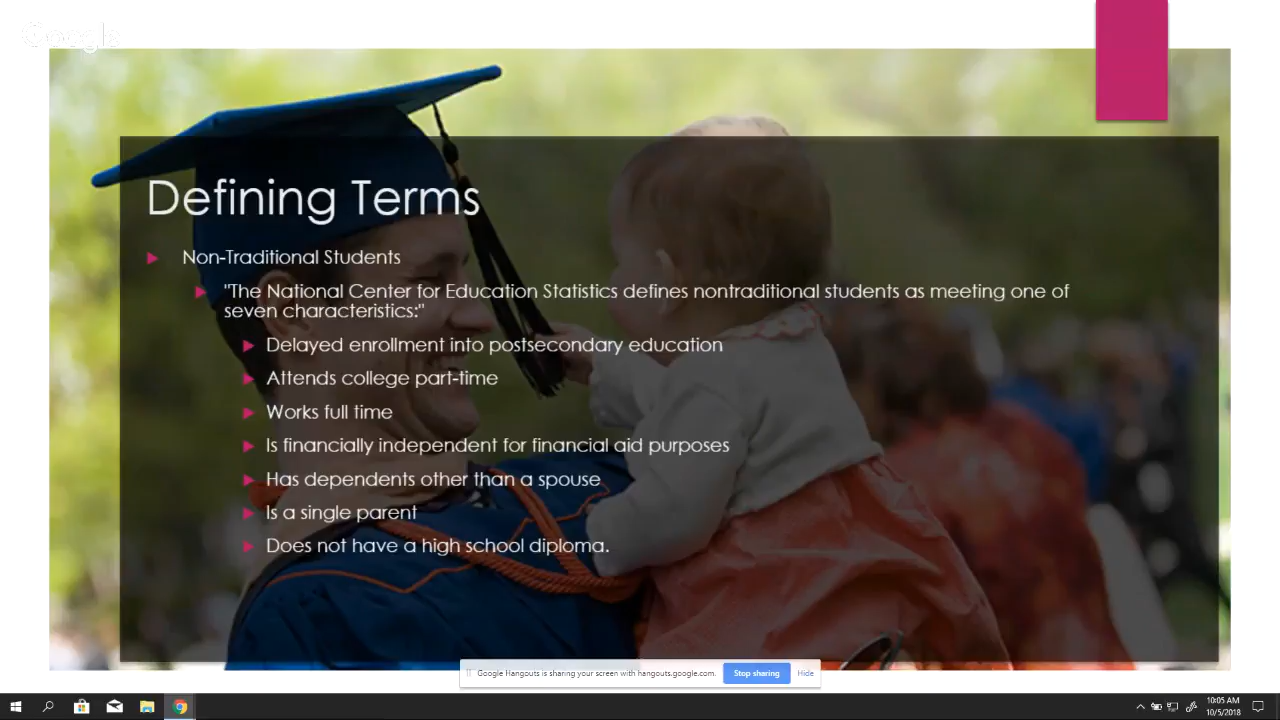 Google
Defining Terms
Non-Traditional Students
"The National Center for Education Statistics defines nontraditional students as meeting one of
seven characteristics:"
Delayed enrollment into postsecondary education
Attends college part-time
Works full time
Is financially independent for financial aid purposes
Has dependents other than a spouse
Is a single parent
Does not have a high school diploma.
Google Hangouts is sharing your screen with hangouts.google.com.
Stop sharing
Hide
10:05 AM
10/5/2018